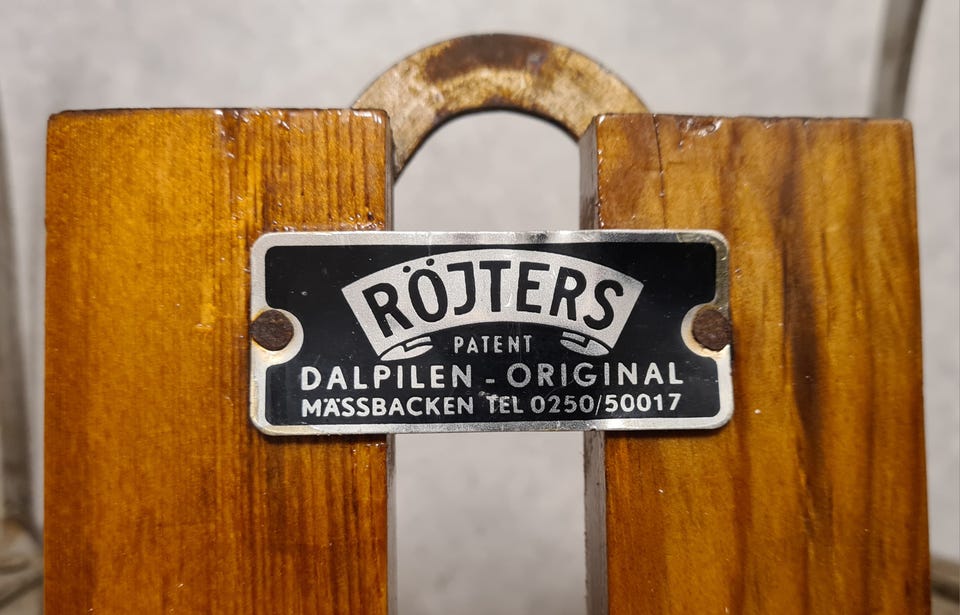 RÖJTERS
PATENT
DALPILEN - ORIGINAL
MÄSSBACKEN TEL 0250/50017